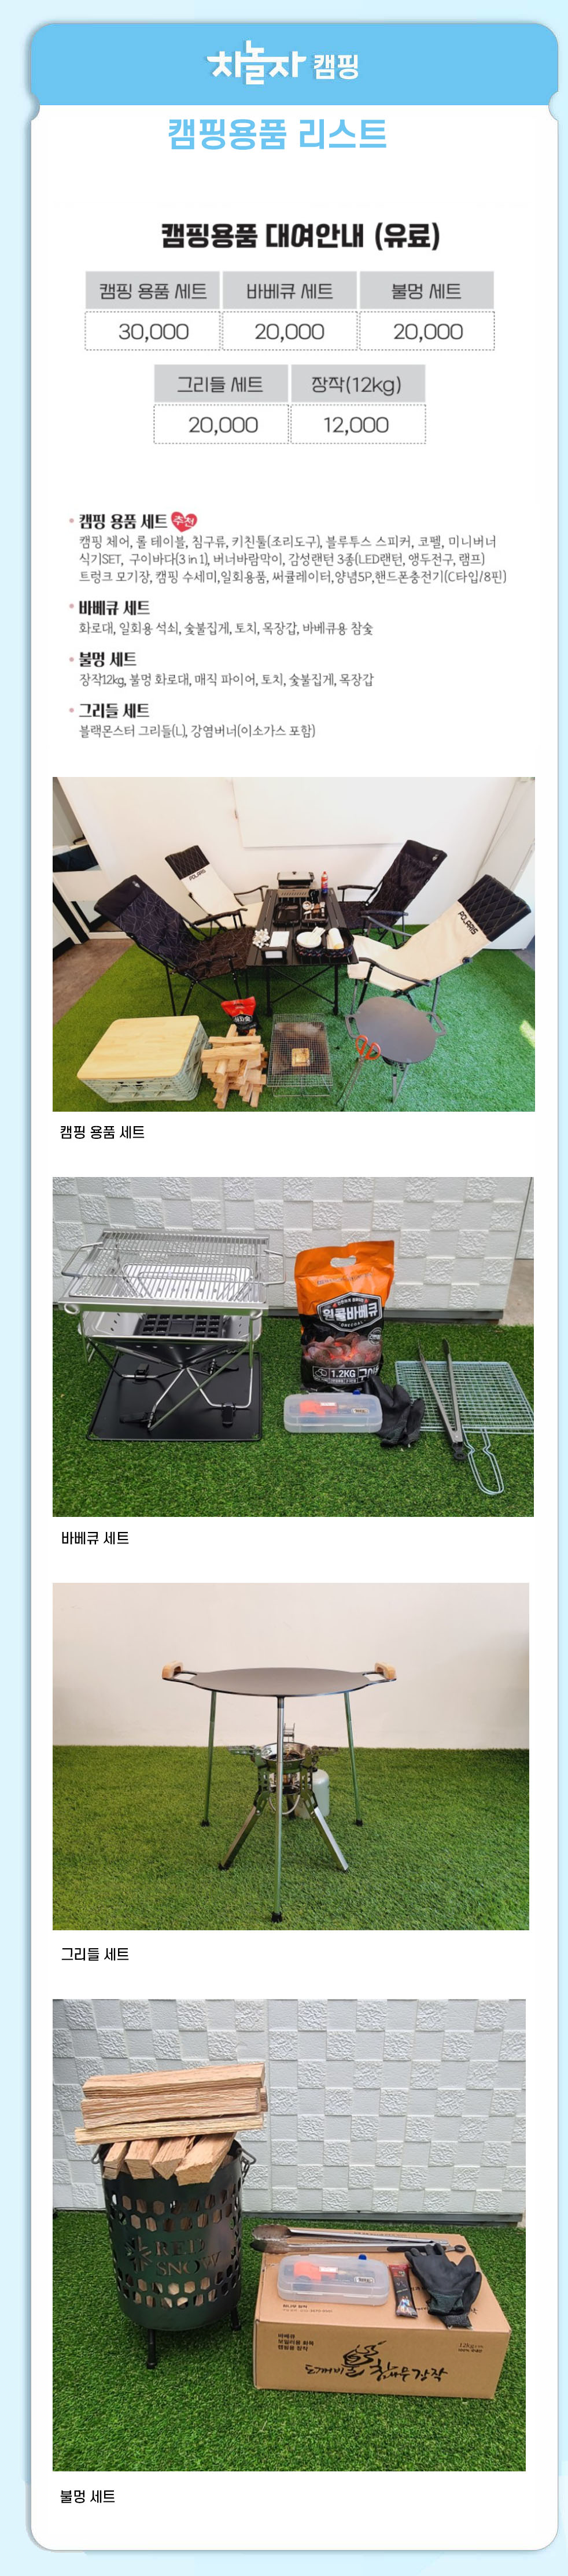 차놀자 캠핑
캠핑용품 리스트
캠핑용품 대여안내 (유료)
캠핑 용품 세트 바베큐 세트 불멍 세트
30,000 20,000 20,000
그리들 세트 장작(12kg)
20,000 12,000
• 캠핑 용품 세트 추천
캠핑 체어, 롤 테이블, 침구류, 키친툴(조리도구), 블루투스 스피커, 코펠, 미니버너
식기SET, 구이바다(3 in 1), 버너바람막이, 감성랜턴 3종(LED랜턴, 앵두전구, 램프)
트렁크 모기장, 캠핑 수세미,일회용품, 써큘레이터,양념5P,핸드폰충전기(C타입/8핀)
• 바베큐 세트
화로대, 일회용 석쇠, 숯불집게, 토치, 목장갑, 바베큐용 참숯
• 불멍 세트
장작12kg, 불멍 화로대, 매직 파이어, 토치, 숯불집게, 목장갑
• 그리들 세트
블랙몬스터 그리들(L), 강염버너(이소가스 포함)
POLARIS
POLARIS
캠핑 용품 세트
원콜바베큐
ONECOAL
1.2KG
바베큐 세트
그리들 세트
RED
SNOW
도깨비불 참나무장작
12kg
불멍 세트